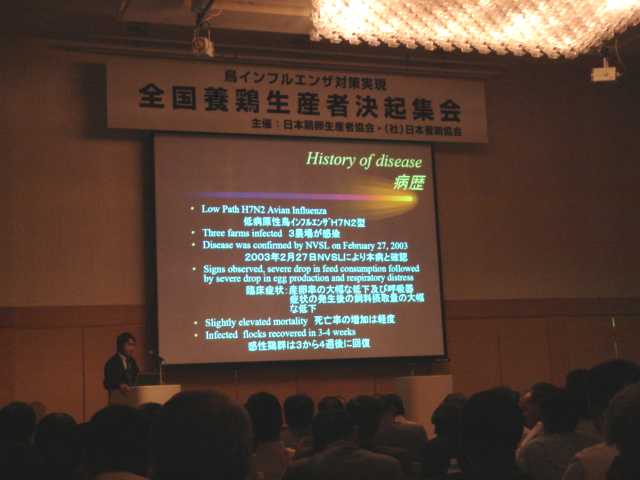 鳥インフルエンザ対策実現
全国養鶏生産者決起集会
主催：日本鶏卵生産者協会・(社)日本養鶏協会
History of disease
病歴
• Low Path H7N2 Avian Influenza
低病原性鳥ｲﾝﾌﾙｴﾝｻﾞH7N2型
• Three farms infected 3農場が感染
• Disease was confirmed by NVSL on February 27, 2003
2003年2月27日NVSLにより本病と確認
• Signs observed, severe drop in feed consumption followed
by severe drop in egg production and respiratory distress
臨床症状：産卵率の大幅な低下及び呼吸器
症状の発生後の飼料摂取量の大幅
な低下
• Slightly elevated mortality 死亡率の増加は軽度
• Infected flocks recovered in 3-4 weeks
感性鶏群は3から4週後に回復